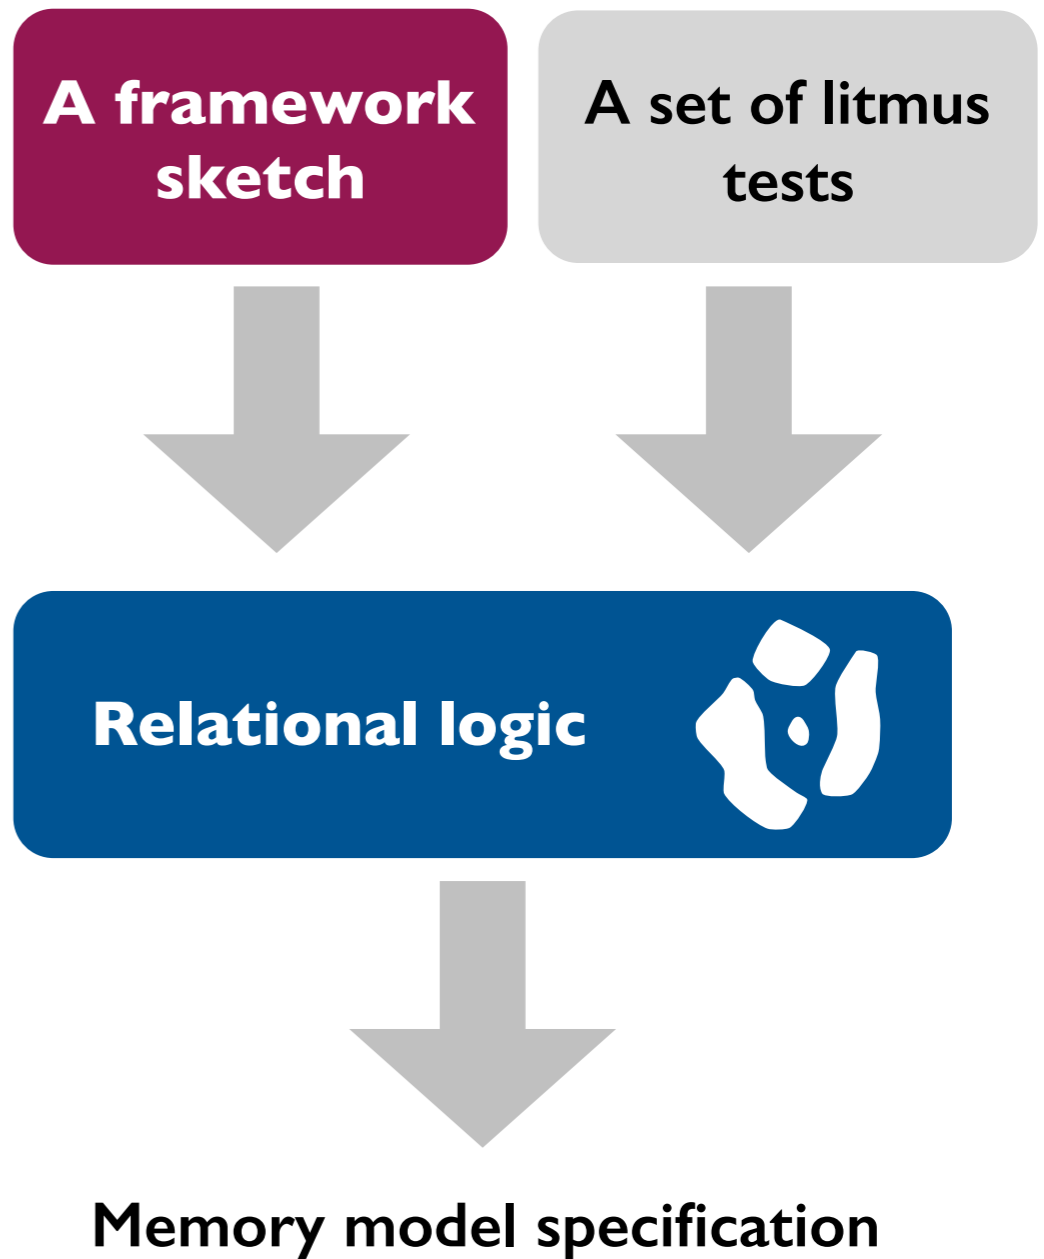 A framework
sketch
A set of litmus
tests
Relational logic
Memory model specification